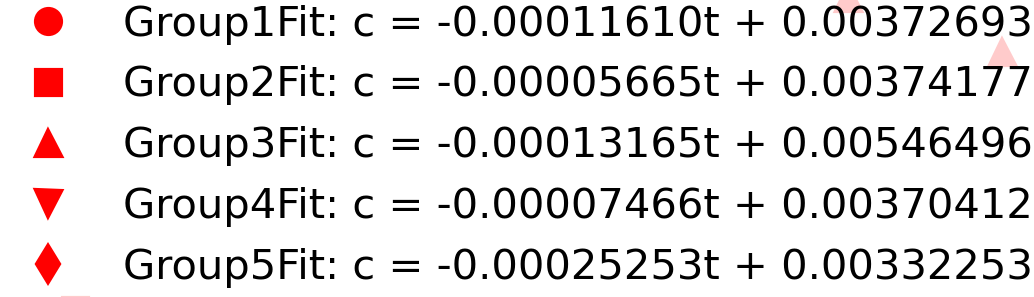 Group1Fit: c = -0.00011610t + 0.00372693
Group2Fit: c = -0.00005665t + 0.00374177
Group3Fit: c = -0.00013165t + 0.00546496
Group4Fit: c = -0.00007466t + 0.00370412
Group5Fit: c = -0.00025253t + 0.00332253